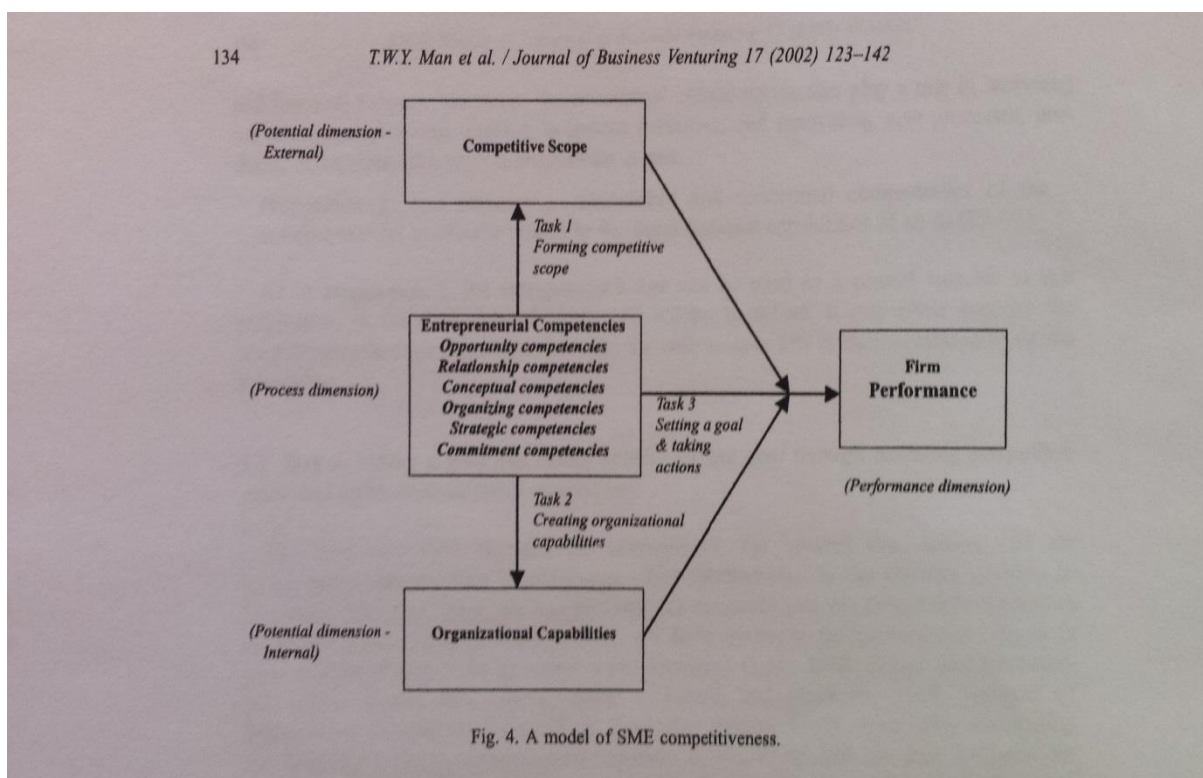 134
T.W.Y. Man et al. / Journal of Business Venturing 17 (2002) 123–142
(Potential dimension -
External)
Competitive Scope
Task 1
Forming competitive
scope
(Process dimension)
Entrepreneurial Competencies
Opportunity competencies
Relationship competencies
Conceptual competencies
Organizing competencies
Strategic competencies
Commitment competencies
Task 3
Setting a goal
& taking
actions
Firm
Performance
(Performance dimension)
Task 2
Creating organizational
capabilities
(Potential dimension -
Internal)
Organizational Capabilities
Fig. 4. A model of SME competitiveness.